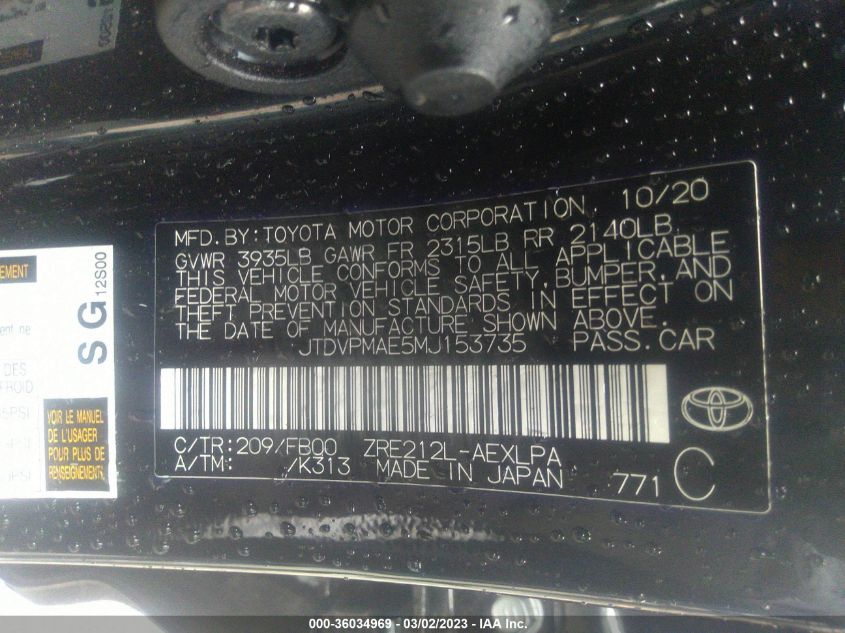 MFD. BY: TOYOTA MOTOR CORPORATION, 10/20
GVWR 3935LB GAWR FR 2315LB RR 2140LB
THIS VEHICLE CONFORMS TO ALL APPLICABLE
FEDERAL MOTOR VEHICLE SAFETY, BUMPER, AND
THEFT PREVENTION STANDARDS IN EFFECT ON
THE DATE OF MANUFACTURE SHOWN ABOVE.
JTDVPMAE5MJ153735 PASS. CAR
C/TR: 209/FB00 ZRE212L-AEXLPA
A/TM: /K313 MADE IN JAPAN
771 C
SG
12S00
VOIR LE MANUEL
DE L'USAGER
POUR PLUS DE
RENSEIGNEMENTS
000-36034969 — 03/02/2023 — IAA Inc.